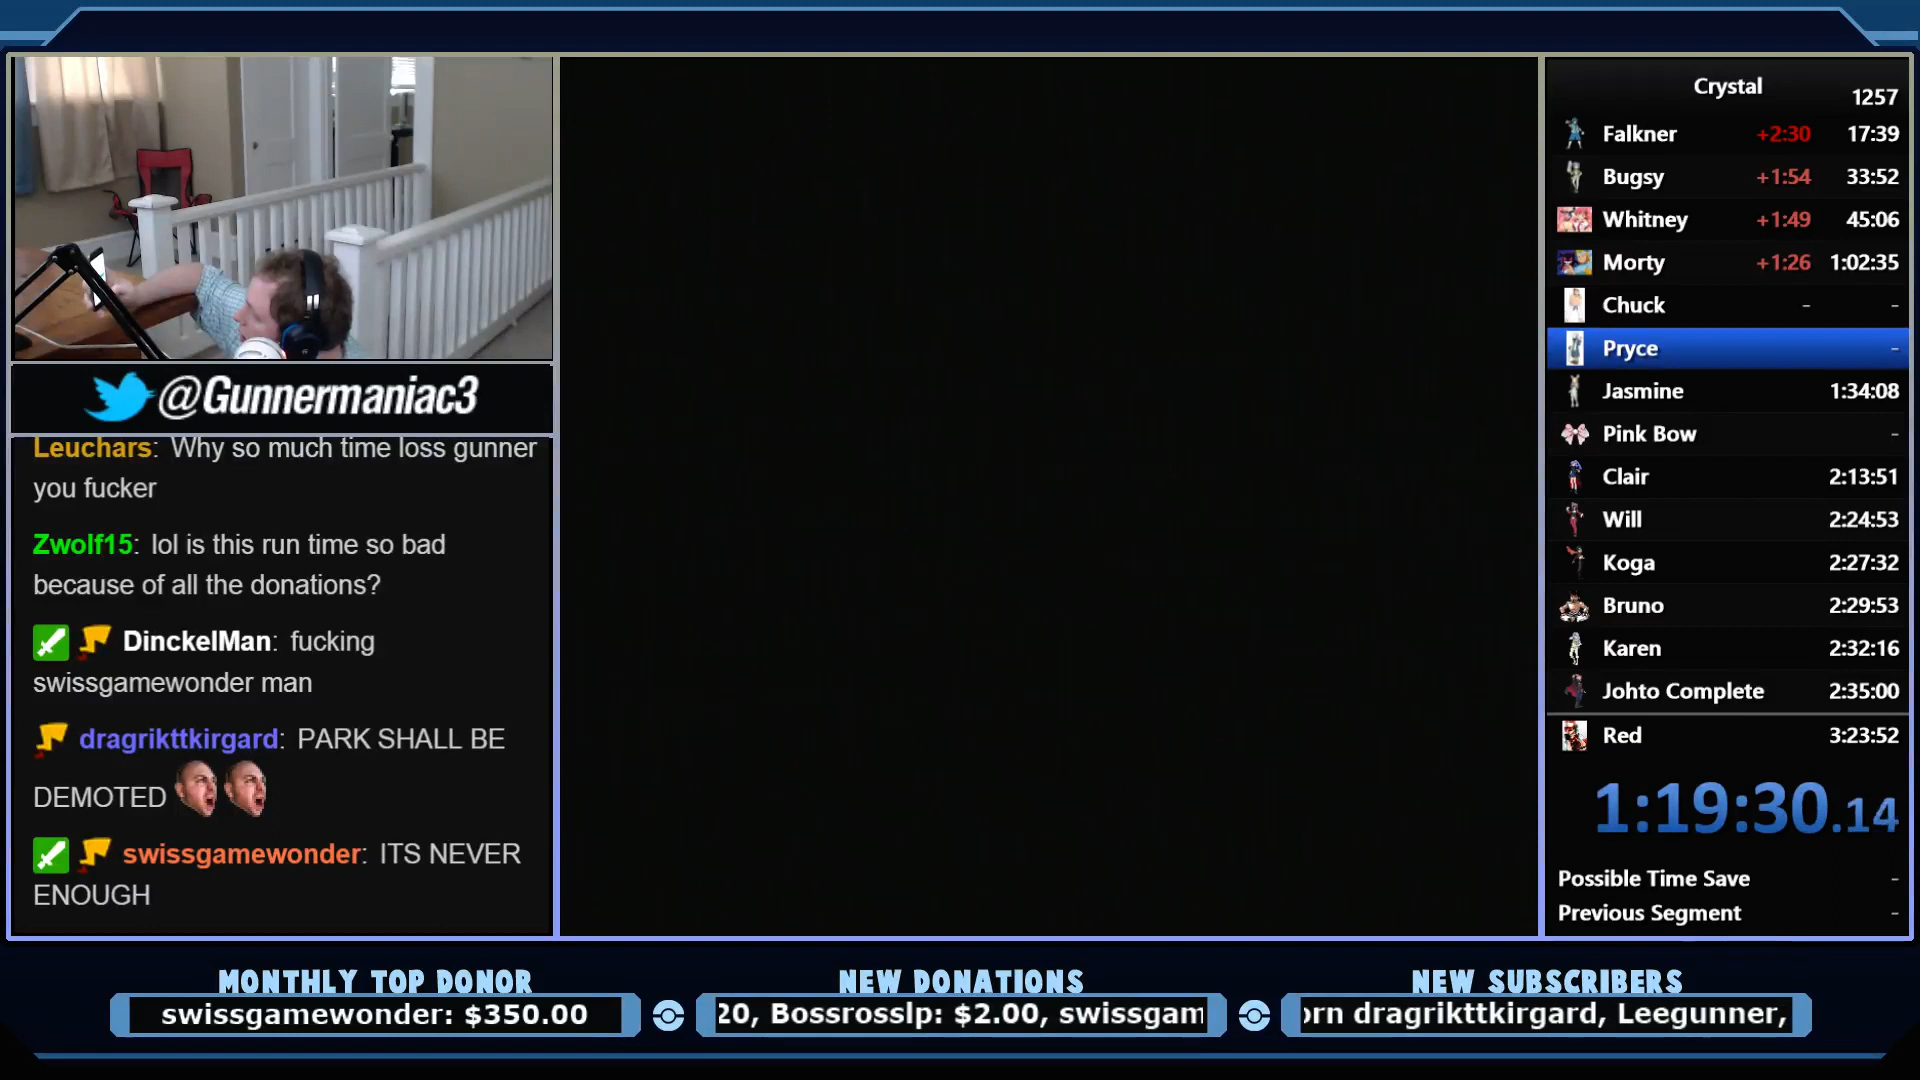 @Gunnermaniac3
Leuchars: Why so much time loss gunner
you fucker
Zwolf15: lol is this run time so bad
because of all the donations?
DinckelMan: fucking
swissgamewonder man
dragrikttkirgard: PARK SHALL BE
DEMOTED
swissgamewonder: ITS NEVER
ENOUGH
Crystal
1257
Falkner +2:30 17:39
Bugsy +1:54 33:52
Whitney +1:49 45:06
Morty +1:26 1:02:35
Chuck - -
Pryce -
Jasmine 1:34:08
Pink Bow -
Clair 2:13:51
Will 2:24:53
Koga 2:27:32
Bruno 2:29:53
Karen 2:32:16
Johto Complete 2:35:00
Red 3:23:52
1:19:30.14
Possible Time Save -
Previous Segment -
MONTHLY TOP DONOR
swissgamewonder: $350.00
NEW DONATIONS
20, Bossrosslp: $2.00, swissgam
NEW SUBSCRIBERS
orn dragrikttkirgard, Leegunner,